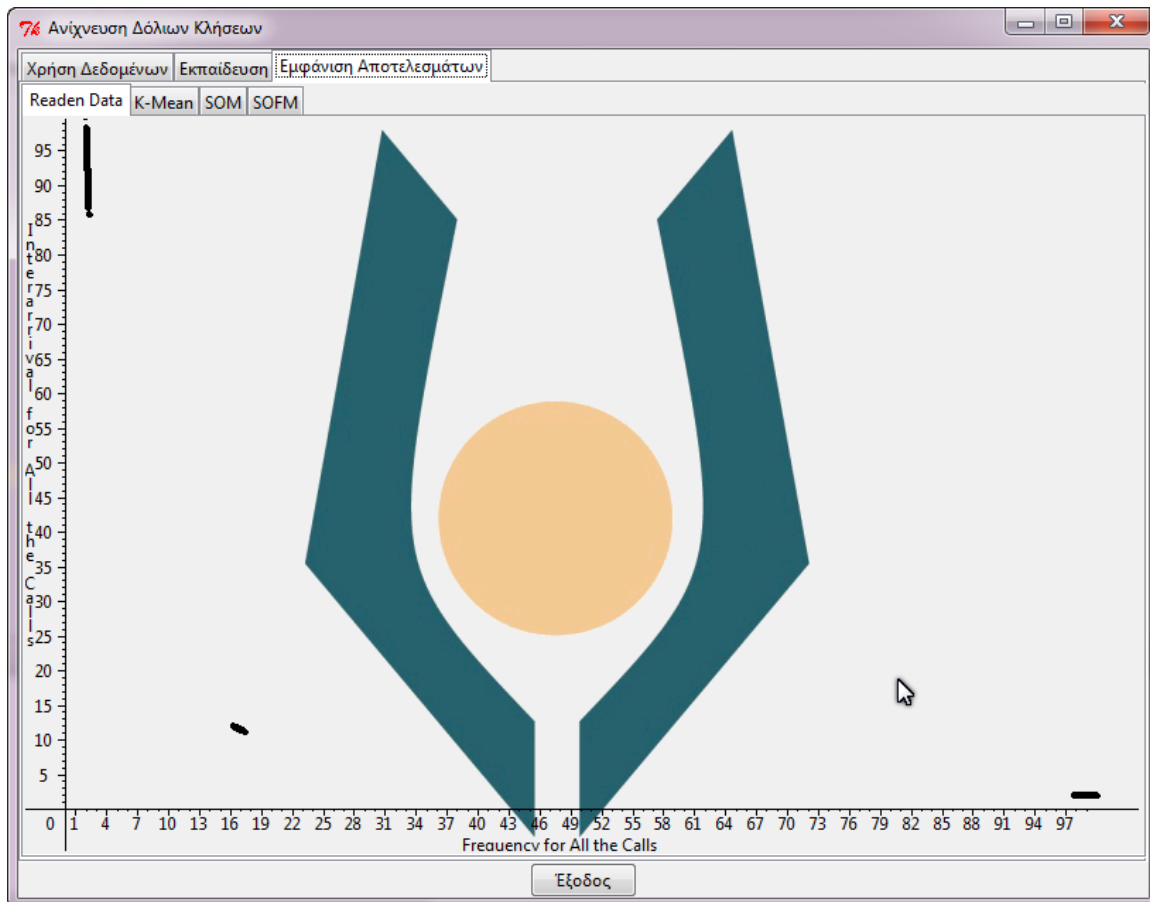 Ανίχνευση Δόλιων Κλήσεων
Χρήση Δεδομένων Εκπαίδευση Εμφάνιση Αποτελεσμάτων
Readen Data K-Mean SOM SOFM
95
90
85
80
75
70
65
60
55
50
45
40
35
30
25
20
15
10
5
Interarrival for All the Calls
0 1 4 7 10 13 16 19 22 25 28 31 34 37 40 43 46 49 52 55 58 61 64 67 70 73 76 79 82 85 88 91 94 97
Frequency for All the Calls
Έξοδος